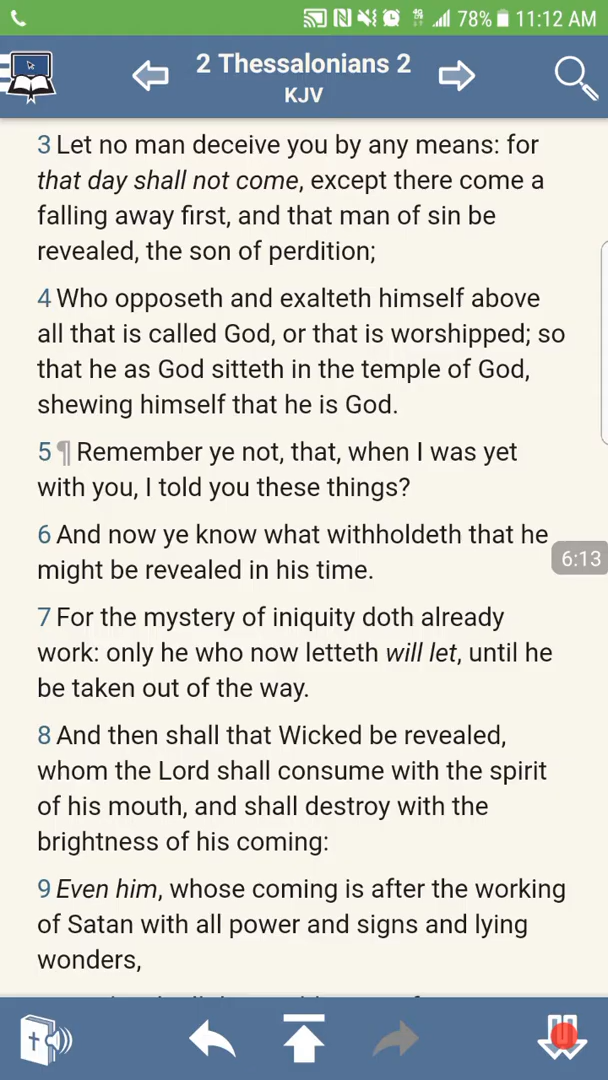 78% 11:12 AM
2 Thessalonians 2
KJV
3 Let no man deceive you by any means: for
that day shall not come, except there come a
falling away first, and that man of sin be
revealed, the son of perdition;
4 Who opposeth and exalteth himself above
all that is called God, or that is worshipped; so
that he as God sitteth in the temple of God,
shewing himself that he is God.
5 ¶ Remember ye not, that, when I was yet
with you, I told you these things?
6 And now ye know what withholdeth that he
might be revealed in his time.
6:13
7 For the mystery of iniquity doth already
work: only he who now letteth will let, until he
be taken out of the way.
8 And then shall that Wicked be revealed,
whom the Lord shall consume with the spirit
of his mouth, and shall destroy with the
brightness of his coming:
9 Even him, whose coming is after the working
of Satan with all power and signs and lying
wonders,